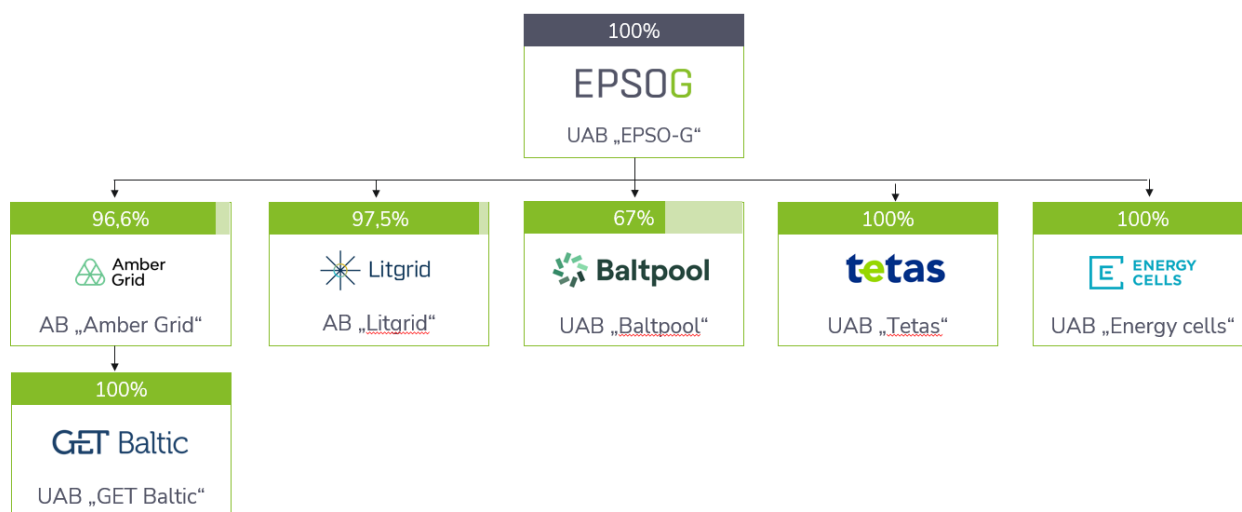 100%
EPSOG
UAB „EPSO-G“
96,6%
97,5%
67%
100%
100%
Amber
Grid
Litgrid
Baltpool
tetas
ENERGY
CELLS
AB „Amber Grid“
AB „Litgrid“
UAB „Baltpool“
UAB „Tetas“
UAB „Energy cells“
100%
GET Baltic
UAB „GET Baltic“